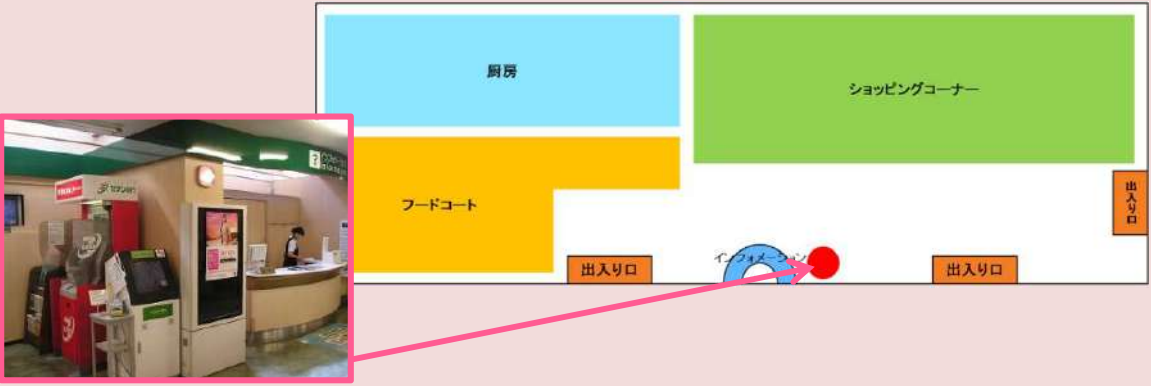 厨房
ショッピングコーナー
フードコート
出入り口
インフォメーション
出入り口
出入り口
?